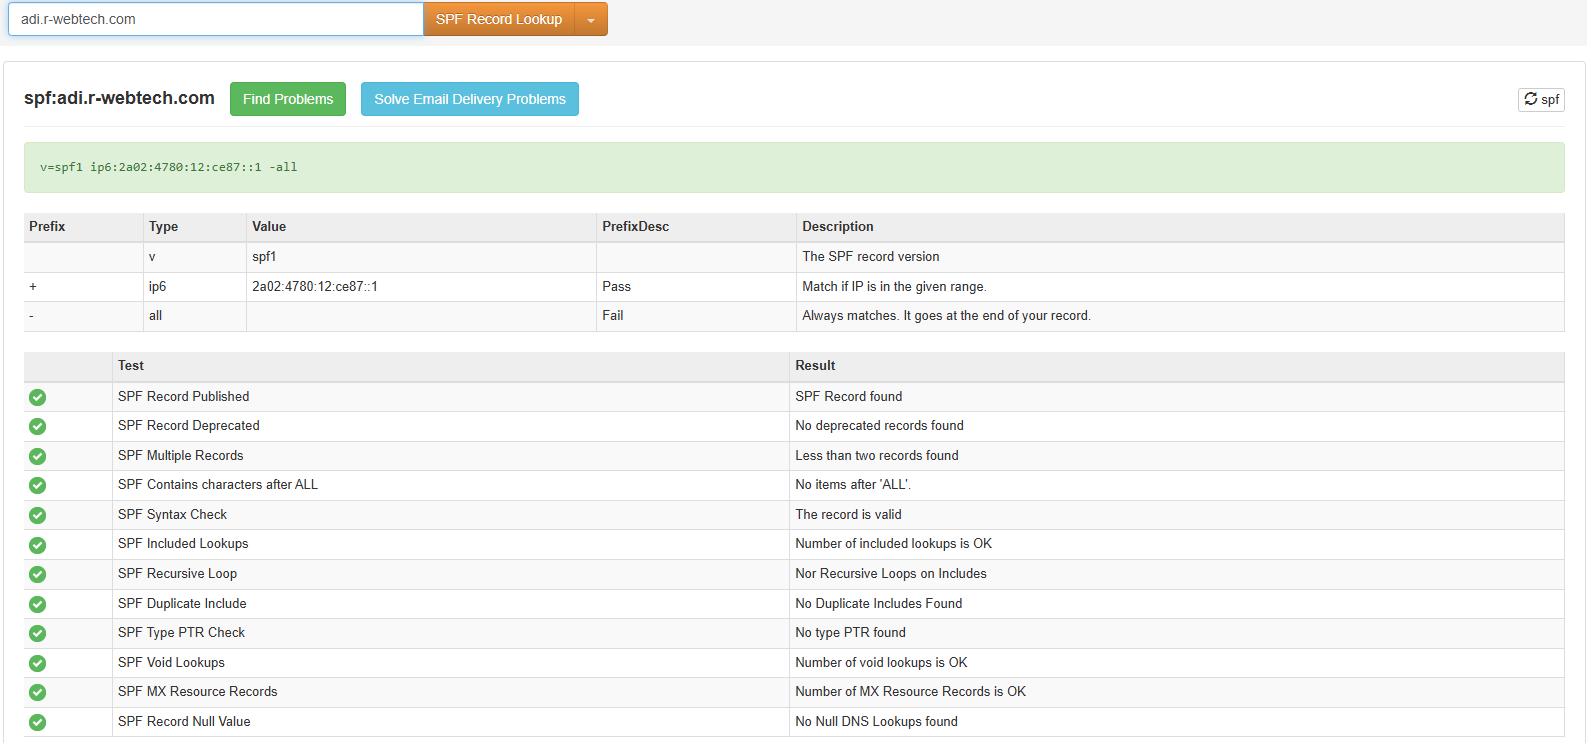 adi.r-webtech.com SPF Record Lookup
spf:adi.r-webtech.com Find Problems Solve Email Delivery Problems spf
v=spf1 ip6:2a02:4780:12:ce87::1 -all
Prefix Type Value PrefixDesc Description
v spf1 The SPF record version
+ ip6 2a02:4780:12:ce87::1 Pass Match if IP is in the given range.
- all Fail Always matches. It goes at the end of your record.
Test Result
SPF Record Published SPF Record found
SPF Record Deprecated No deprecated records found
SPF Multiple Records Less than two records found
SPF Contains characters after ALL No items after 'ALL'.
SPF Syntax Check The record is valid
SPF Included Lookups Number of included lookups is OK
SPF Recursive Loop Nor Recursive Loops on Includes
SPF Duplicate Include No Duplicate Includes Found
SPF Type PTR Check No type PTR found
SPF Void Lookups Number of void lookups is OK
SPF MX Resource Records Number of MX Resource Records is OK
SPF Record Null Value No Null DNS Lookups found